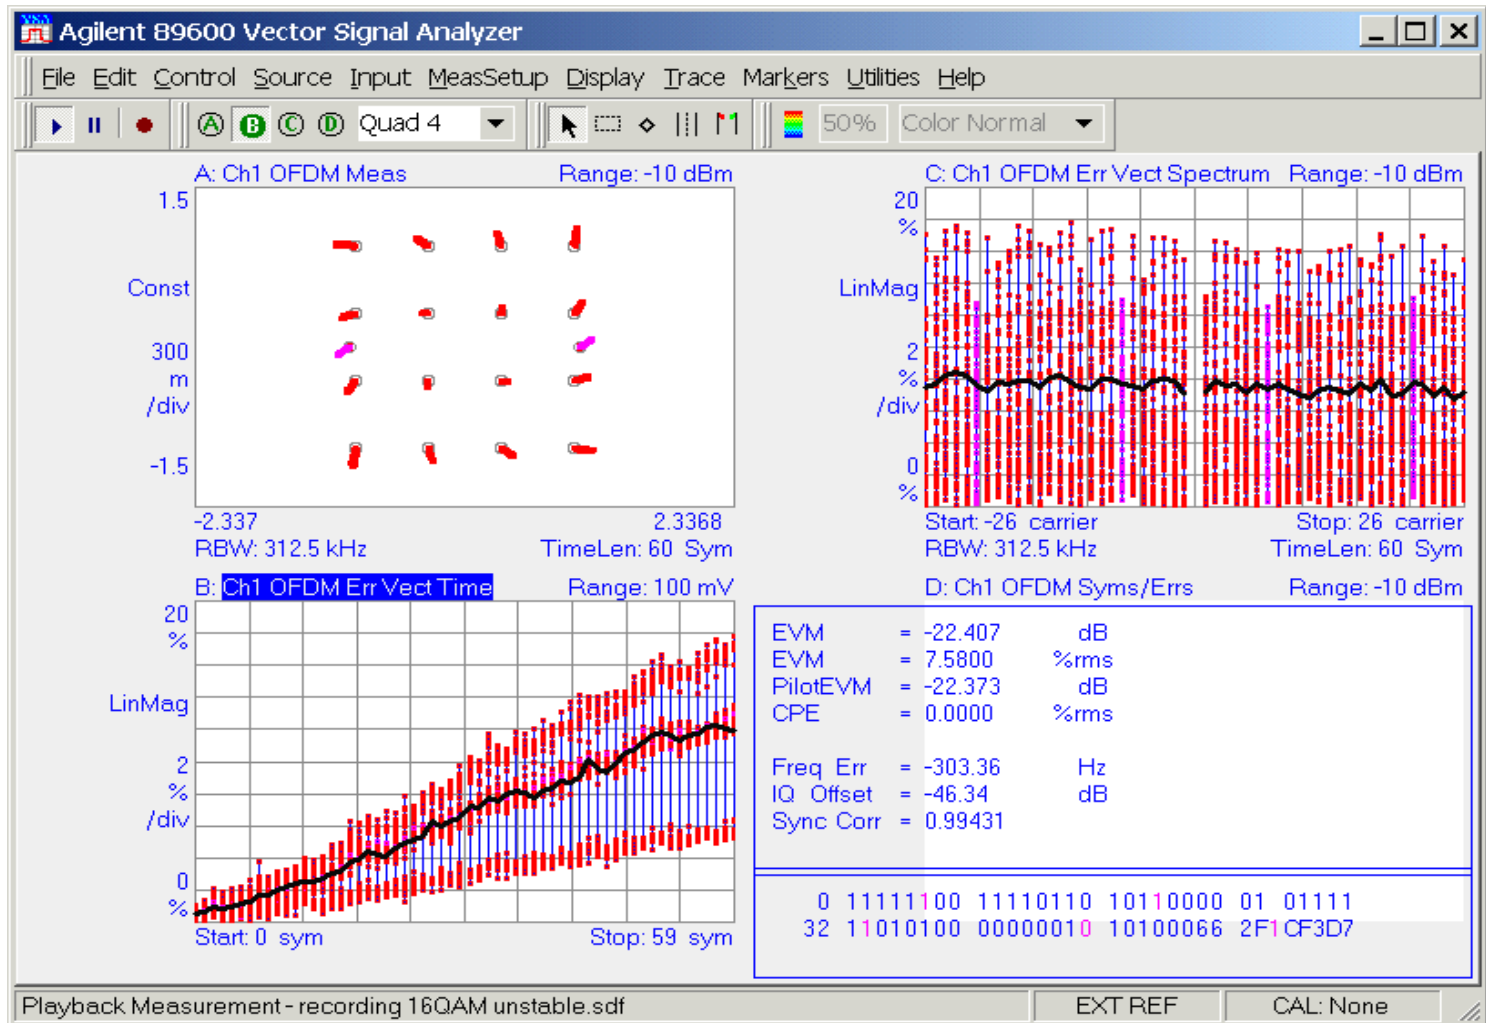 Agilent 89600 Vector Signal Analyzer
File Edit Control Source Input MeasSetup Display Trace Markers Utilities Help
A B C D Quad 4 50% Color Normal
A: Ch1 OFDM Meas Range: -10 dBm
1.5
Const
300
m
/div
-1.5
-2.337 2.3368
RBW: 312.5 kHz TimeLen: 60 Sym
C: Ch1 OFDM Err Vect Spectrum Range: -10 dBm
20
%
LinMag
2
%
/div
0
%
Start: -26 carrier Stop: 26 carrier
RBW: 312.5 kHz TimeLen: 60 Sym
B: Ch1 OFDM Err Vect Time Range: 100 mV
20
%
LinMag
2
%
/div
0
%
Start: 0 sym Stop: 59 sym
D: Ch1 OFDM Syms/Errs Range: -10 dBm
EVM = -22.407 dB
EVM = 7.5800 %rms
PilotEVM = -22.373 dB
CPE = 0.0000 %rms
Freq Err = -303.36 Hz
IQ Offset = -46.34 dB
Sync Corr = 0.99431
0 11111100 11110110 10110000 01 01111
32 11010100 00000010 10100066 2F1CF3D7
Playback Measurement - recording 16QAM unstable.sdf EXT REF CAL: None